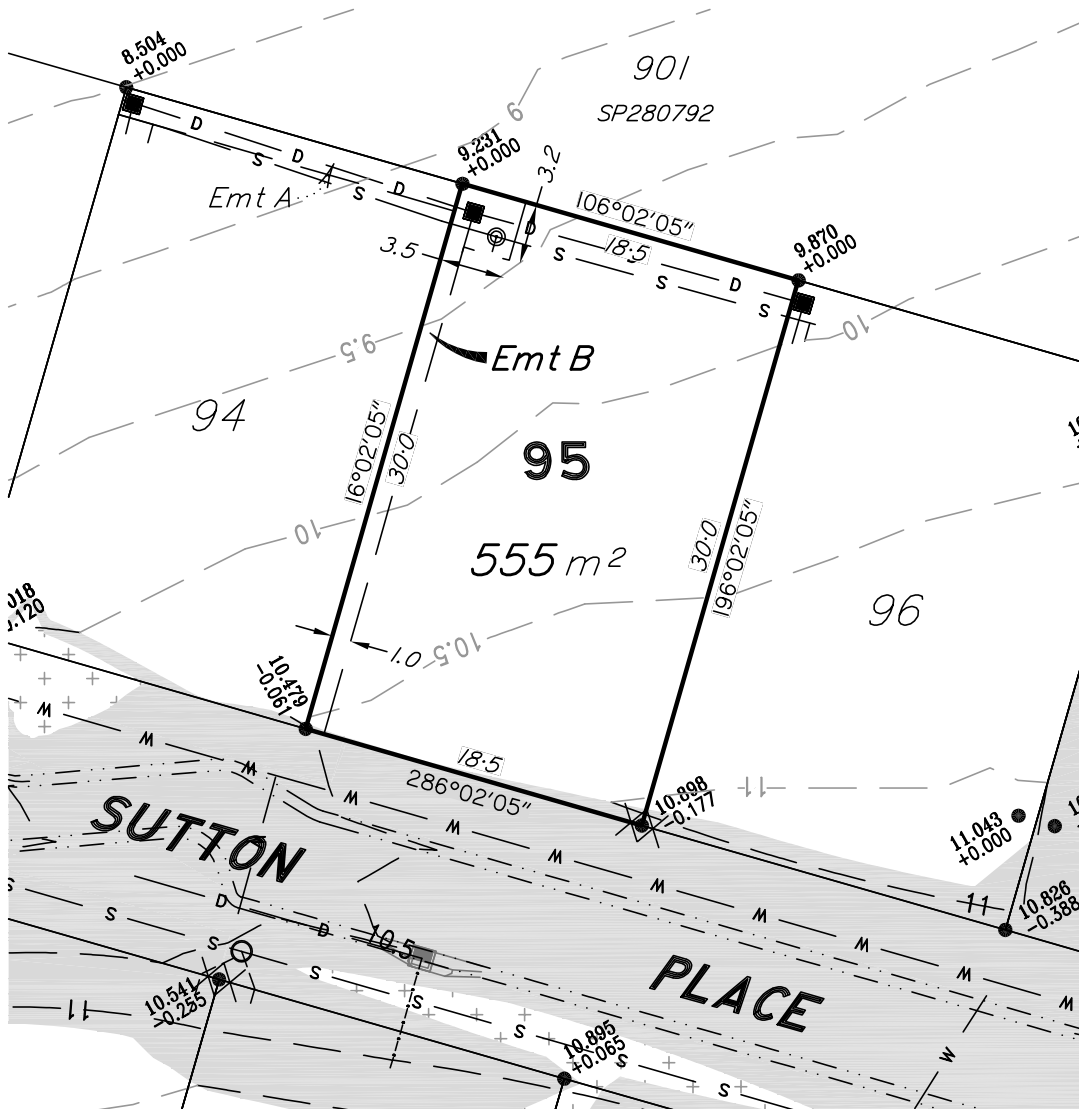 8.504
+0.000
901
SP280792
9
9.231
+0.000
3.2
D
D
D
D
D
S
S
S
S
S
Emt A
106°02'05"
18·5
9.870
+0.000
3.5
9.5
10
Emt B
94
95
16°02'05"
30·0
10
555 m²
30·0
196°02'05"
96
10.5
1.0
10.479
-0.061
18·5
286°02'05"
11
10.898
-0.177
11.043
+0.000
11
10.826
-0.388
W
W
W
W
W
W
W
W
W
W
W
W
SUTTON
PLACE
S
S
S
S
S
S
S
S
D
D
10.5
10.541
-0.255
11
10.895
+0.065